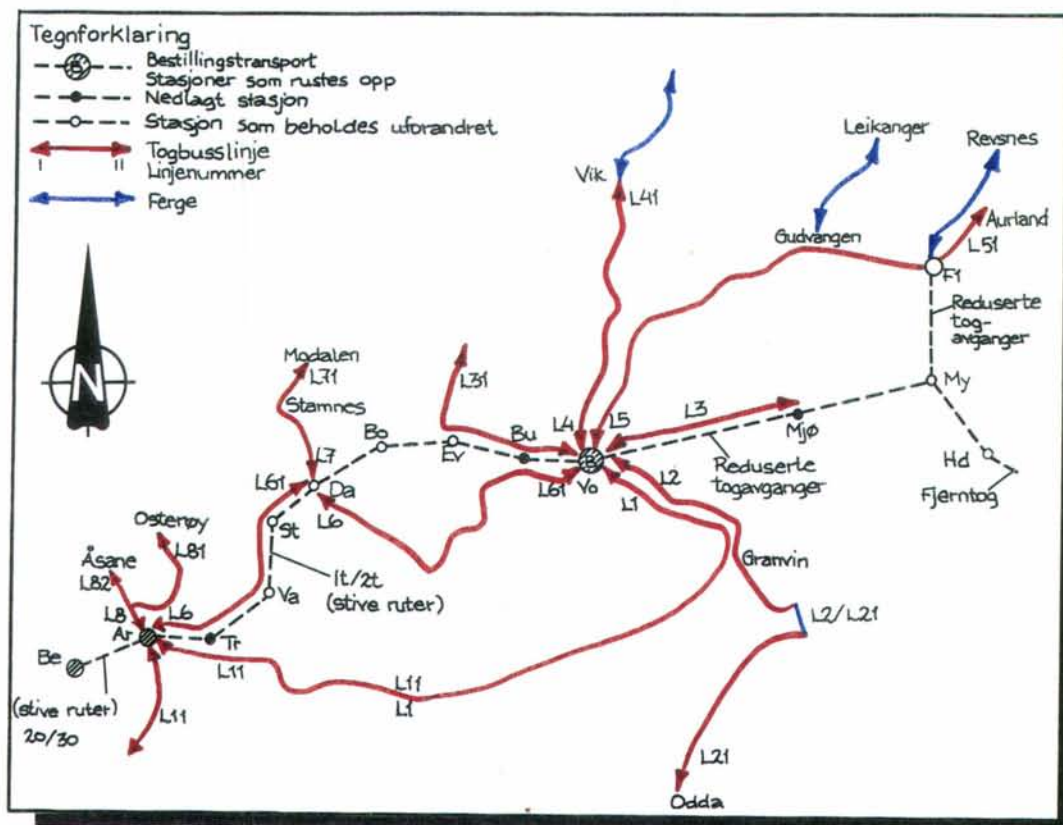 Tegnforklaring
B
Bestillingstransport
Stasjoner som rustes opp
Nedlagt stasjon
Stasjon som beholdes uforandret
I II
Togbusslinje
Linjenummer
Ferge
N
Vik
L41
Leikanger
Revsnes
Gudvangen
Aurland
L51
Fl
Reduserte
tog-
avganger
My
Hd
Fjerntog
Modalen
L71
Stamnes
L31
L7
Bo
Ev
Bu
L4
L5
L3
Mjø
B
Vo
Reduserte
togavganger
L61
Da
L6
L61
L2
L1
Ostenøy
St
Åsane
L81
L82
1t/2t
(stive ruter)
Granvin
L8
L6
Va
L2/L21
Ar
Tr
Be
L11
L11
L1
(stive ruter)
20/30
L11
L21
Odda